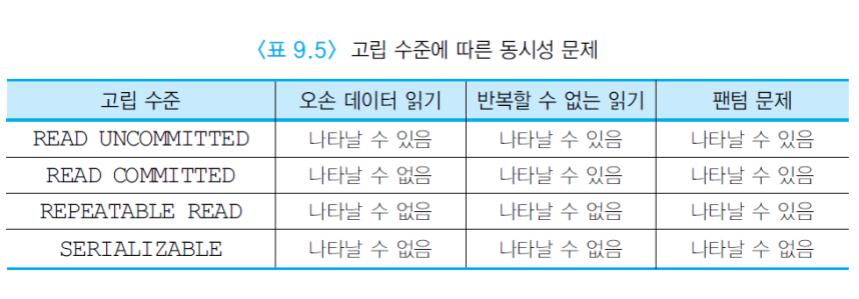 〈표 9.5〉 고립 수준에 따른 동시성 문제
고립 수준 오손 데이터 읽기 반복할 수 없는 읽기 팬텀 문제
READ UNCOMMITTED 나타날 수 있음 나타날 수 있음 나타날 수 있음
READ COMMITTED 나타날 수 없음 나타날 수 있음 나타날 수 있음
REPEATABLE READ 나타날 수 없음 나타날 수 없음 나타날 수 있음
SERIALIZABLE 나타날 수 없음 나타날 수 없음 나타날 수 없음